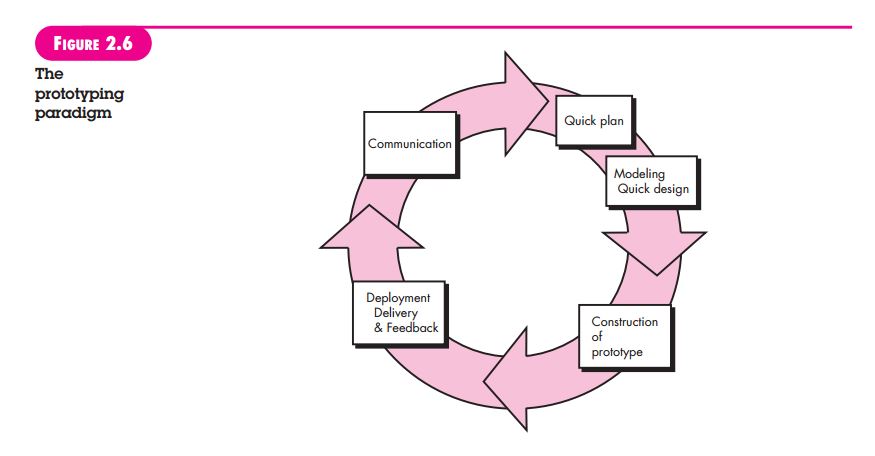 FIGURE 2.6
The
prototyping
paradigm
Communication
Quick plan
Modeling
Quick design
Construction
of
prototype
Deployment
Delivery
& Feedback